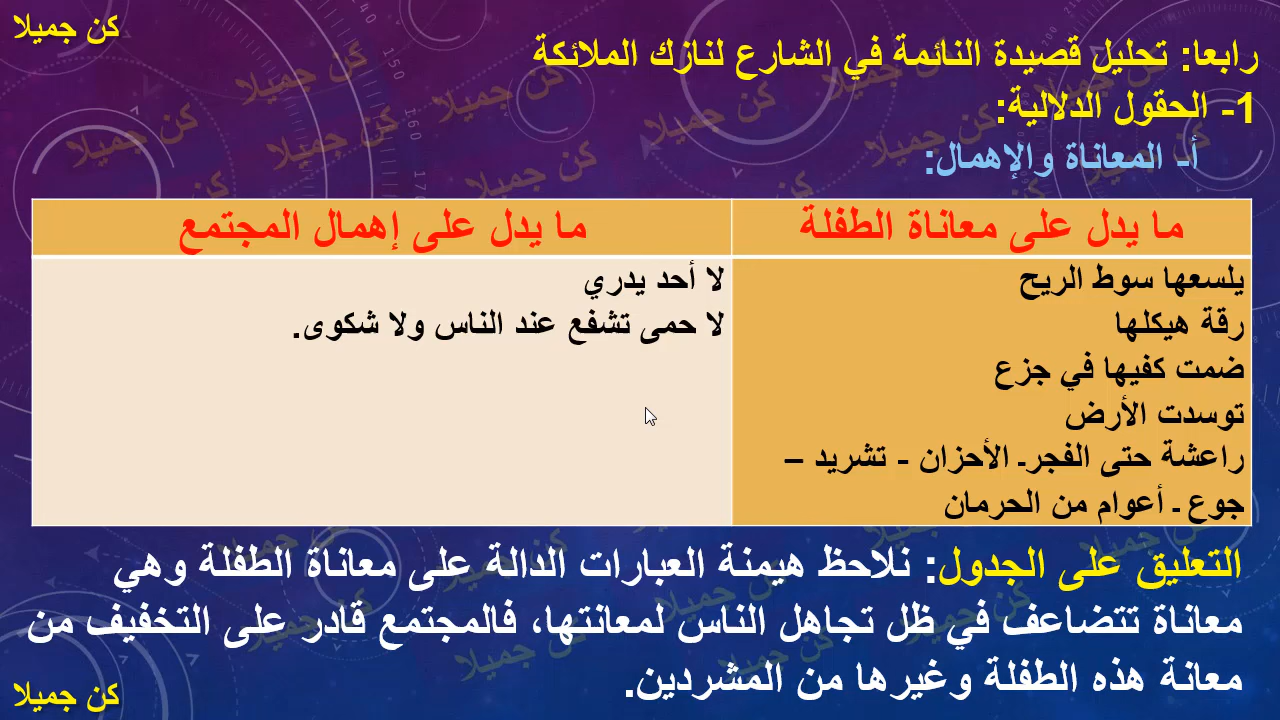 كن جميلا
رابعا: تحليل قصيدة النائمة في الشارع لنازك الملائكة
1- الحقول الدلالية:
أ- المعاناة والإهمال:
ما يدل على معاناة الطفلة
يلسعها سوط الريح
رقة هيكلها
ضمت كفيها في جزع
توسدت الأرض
راعشة حتى الفجر- الأحزان - تشريد –
جوع - أعوام من الحرمان
ما يدل على إهمال المجتمع
لا أحد يدري
لا حمى تشفع عند الناس ولا شكوى.
التعليق على الجدول: نلاحظ هيمنة العبارات الدالة على معاناة الطفلة وهي
معاناة تتضاعف في ظل تجاهل الناس لمعانتها، فالمجتمع قادر على التخفيف من
معانة هذه الطفلة وغيرها من المشردين.
كن جميلا